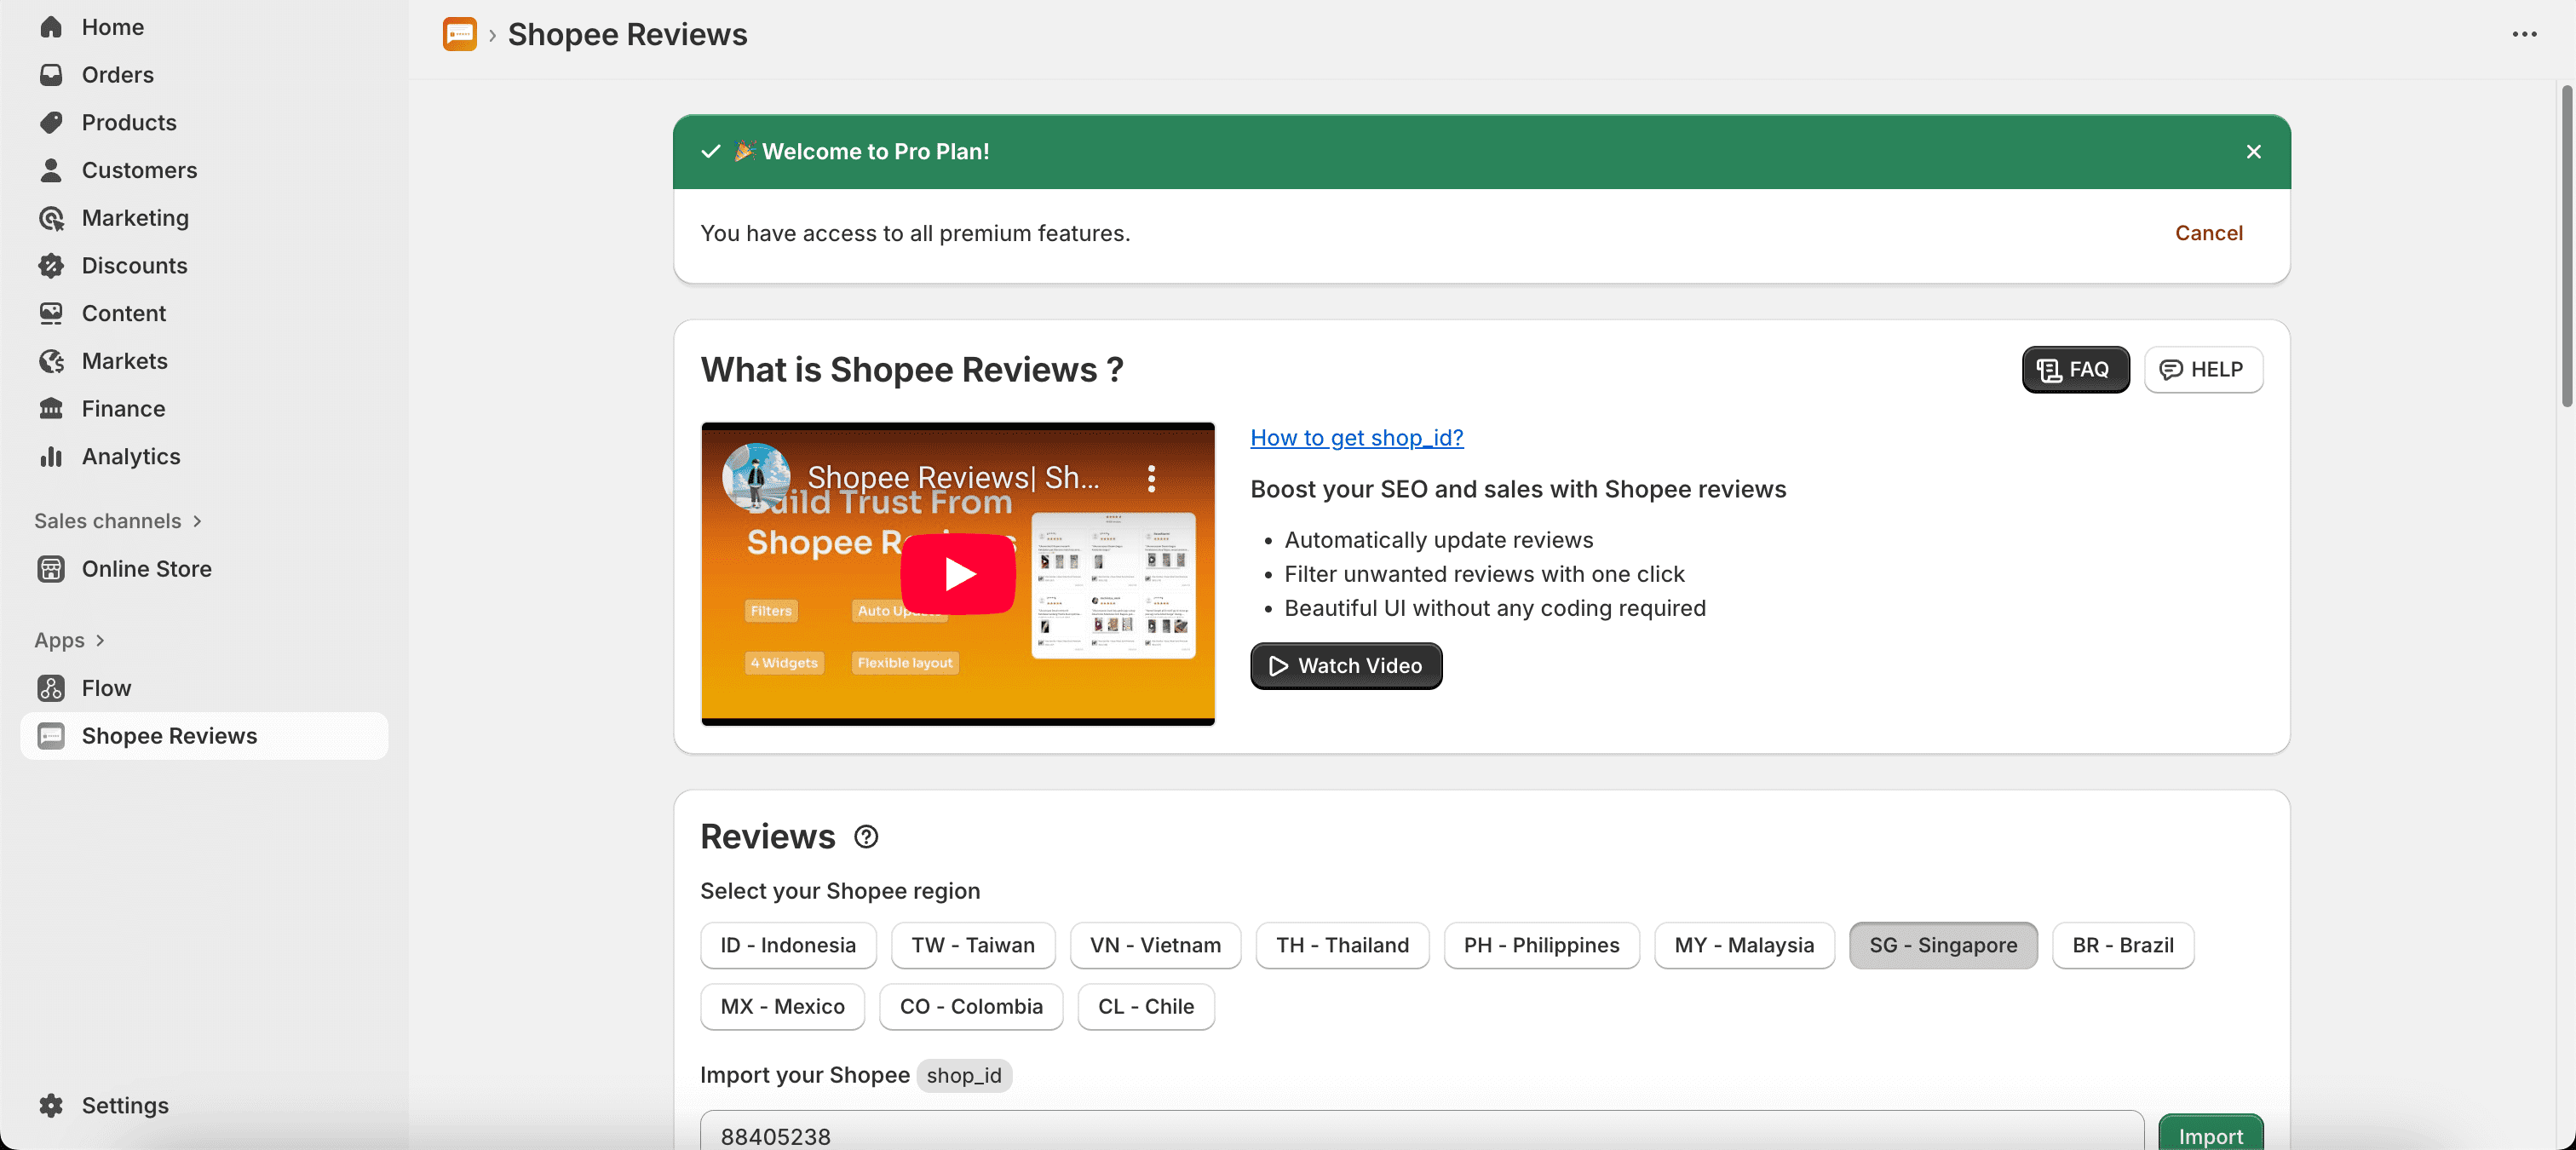 Home
Orders
Products
Customers
Marketing
Discounts
Content
Markets
Finance
Analytics
Sales channels
Online Store
Apps
Flow
Shopee Reviews
Settings
Shopee Reviews
🎉 Welcome to Pro Plan!
You have access to all premium features.
Cancel
What is Shopee Reviews ?
FAQ
HELP
Shopee Reviews| Sh...
Build Trust From
Shopee
Filters
Auto
4 Widgets
Flexible layout
How to get shop_id?
Boost your SEO and sales with Shopee reviews
• Automatically update reviews
• Filter unwanted reviews with one click
• Beautiful UI without any coding required
Watch Video
Reviews
Select your Shopee region
ID - Indonesia
TW - Taiwan
VN - Vietnam
TH - Thailand
PH - Philippines
MY - Malaysia
SG - Singapore
BR - Brazil
MX - Mexico
CO - Colombia
CL - Chile
Import your Shopee shop_id
88405238
Import